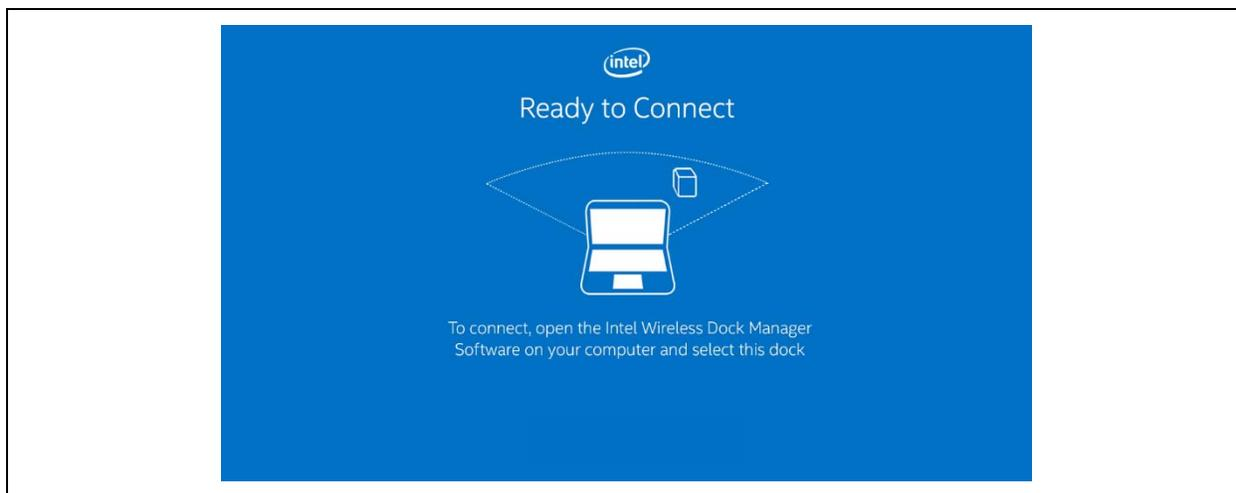 intel
Ready to Connect
To connect, open the Intel Wireless Dock Manager
Software on your computer and select this dock